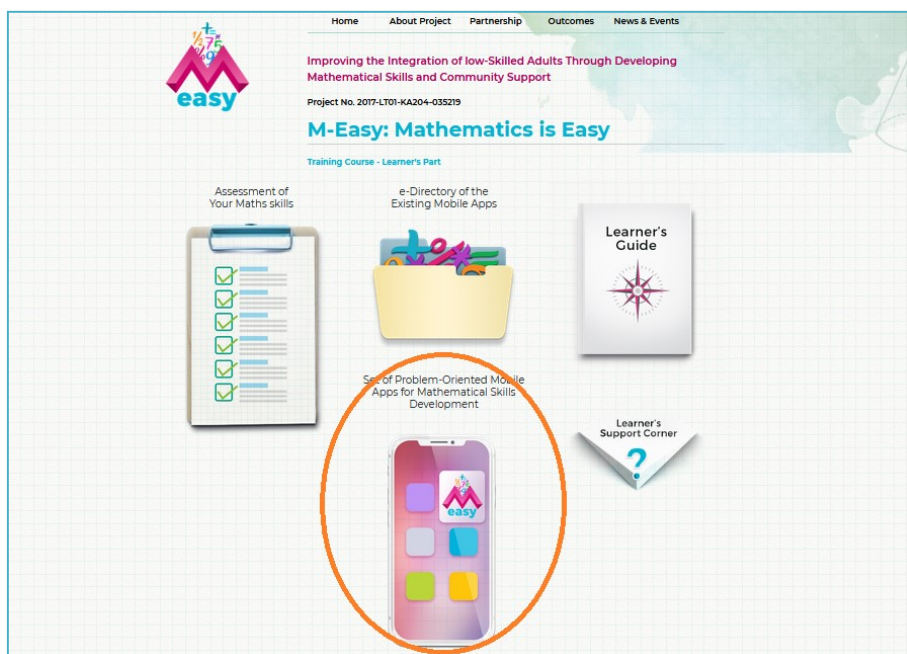 Home About Project Partnership Outcomes News & Events
Improving the Integration of low-Skilled Adults Through Developing
Mathematical Skills and Community Support
Project No. 2017-LT01-KA204-035219
M-Easy: Mathematics is Easy
Training Course - Learner's Part
easy
Assessment of
Your Maths skills
e-Directory of the
Existing Mobile Apps
Learner's
Guide
Set of Problem-Oriented Mobile
Apps for Mathematical Skills
Development
easy
Learner's
Support Corner
?